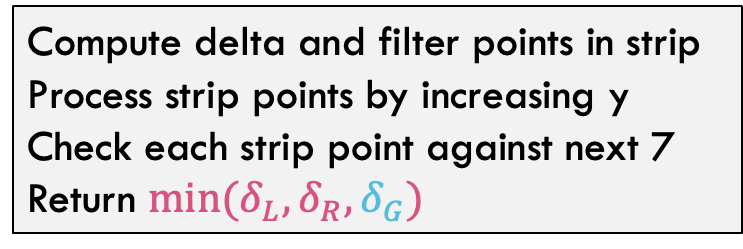 Compute delta and filter points in strip
Process strip points by increasing y
Check each strip point against next 7
Return min(δ_L, δ_R, δ_G)